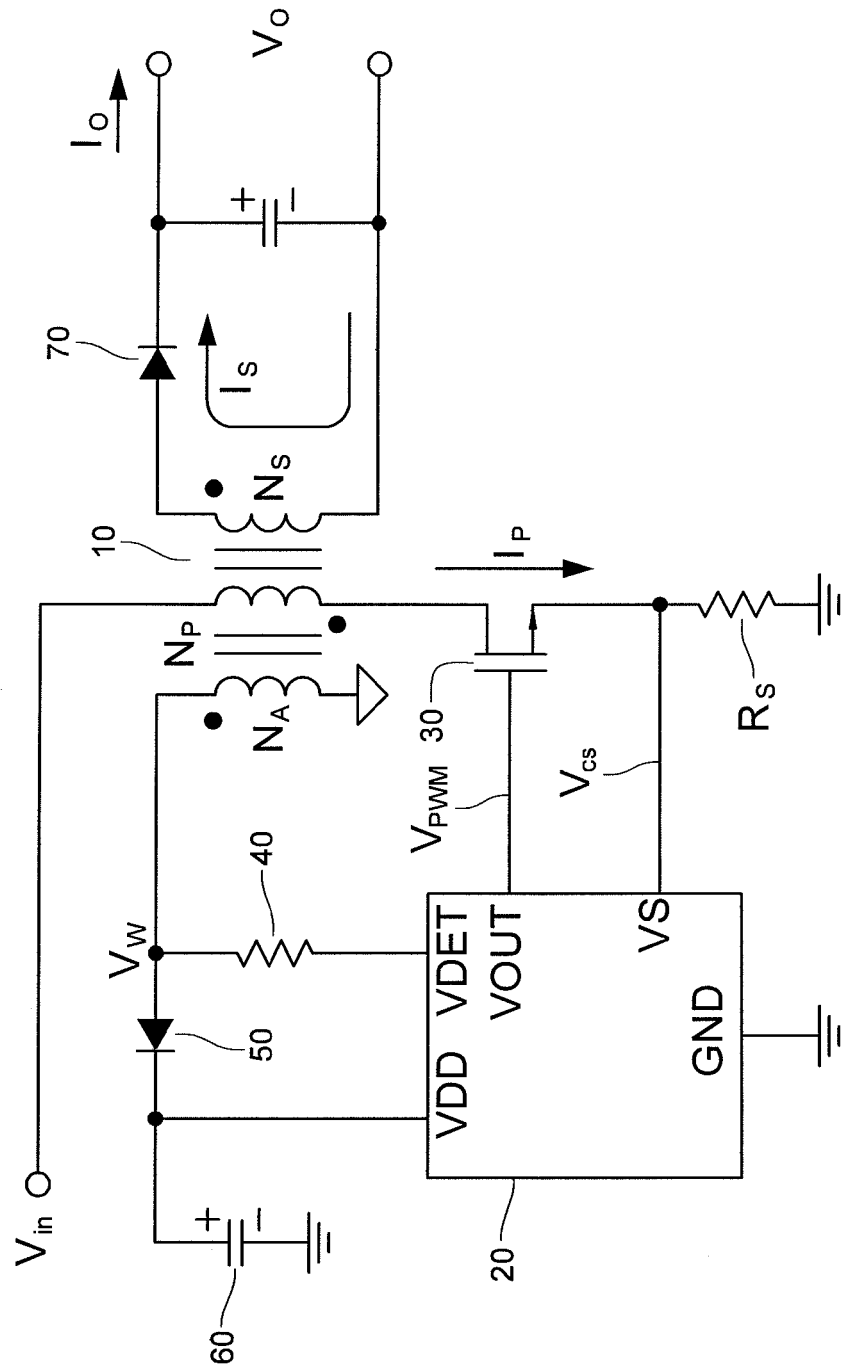 V_in
60
V_W
50
40
VDD
VDET
VOUT
VS
GND
20
N_A
N_P
10
N_S
V_PWM
30
V_cs
I_P
R_S
70
I_S
+
−
+
−
I_O
V_O